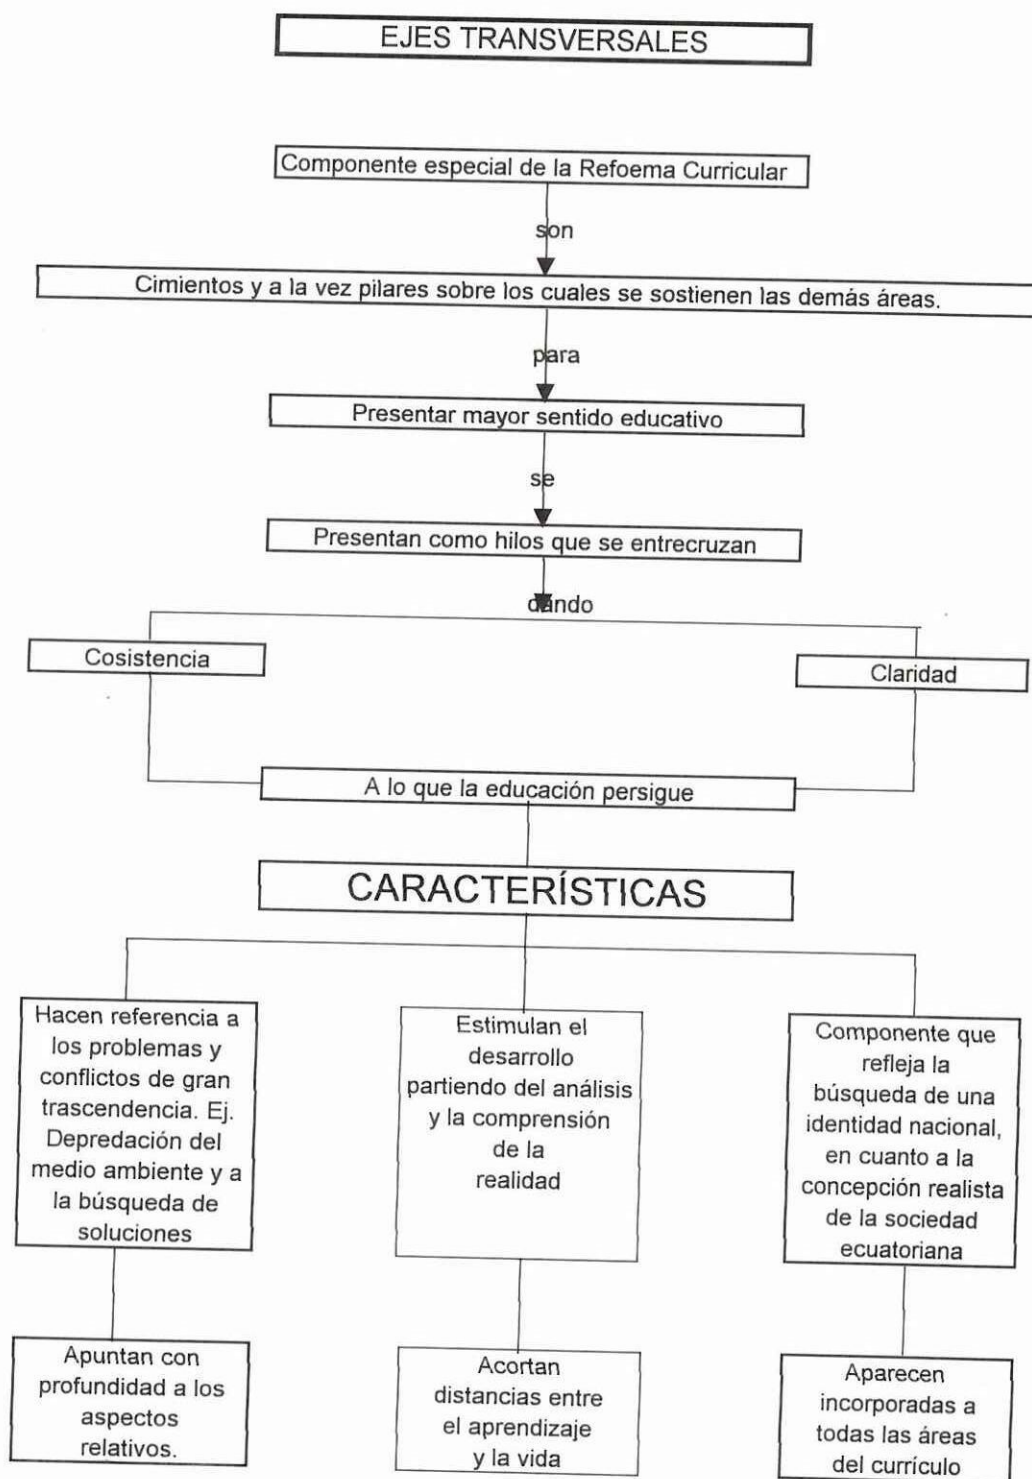 EJES TRANSVERSALES
Componente especial de la Refoema Curricular
son
Cimientos y a la vez pilares sobre los cuales se sostienen las demás áreas.
para
Presentar mayor sentido educativo
se
Presentan como hilos que se entrecruzan
dando
Cosistencia
Claridad
A lo que la educación persigue
CARACTERÍSTICAS
Hacen referencia a
los problemas y
conflictos de gran
trascendencia. Ej.
Depredación del
medio ambiente y a
la búsqueda de
soluciones
Estimulan el
desarrollo
partiendo del análisis
y la comprensión
de la
realidad
Componente que
refleja la
búsqueda de una
identidad nacional,
en cuanto a la
concepción realista
de la sociedad
ecuatoriana
Apuntan con
profundidad a los
aspectos
relativos.
Acortan
distancias entre
el aprendizaje
y la vida
Aparecen
incorporadas a
todas las áreas
del currículo